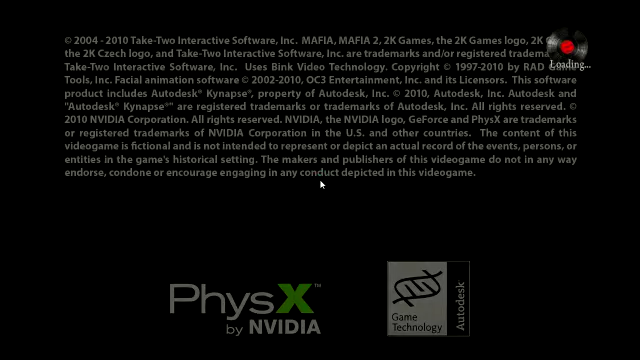 © 2004 - 2010 Take-Two Interactive Software, Inc. MAFIA, MAFIA 2, 2K Games, the 2K Games logo, 2K
the 2K Czech logo, and Take-Two Interactive Software, Inc. are trademarks and/or registered
Take-Two Interactive Software, Inc. Uses Bink Video Technology. Copyright © 1997-2010 by RAD
Loading...
Tools, Inc. Facial animation software © 2002-2010, OC3 Entertainment, Inc. and its Licensors. This software
product includes Autodesk® Kynapse®, property of Autodesk, Inc. © 2010, Autodesk, Inc. Autodesk and
"Autodesk® Kynapse®" are registered trademarks or trademarks of Autodesk, Inc. All rights reserved. ©
2010 NVIDIA Corporation. All rights reserved. NVIDIA, the NVIDIA logo, GeForce and PhysX are trademarks
or registered trademarks of NVIDIA Corporation in the U.S. and other countries. The content of this
videogame is fictional and is not intended to represent or depict an actual record of the events, persons, or
entities in the game's historical setting. The makers and publishers of this videogame do not in any way
endorse, condone or encourage engaging in any conduct depicted in this videogame.
PhysX™
by NVIDIA
Game
Technology
Autodesk®